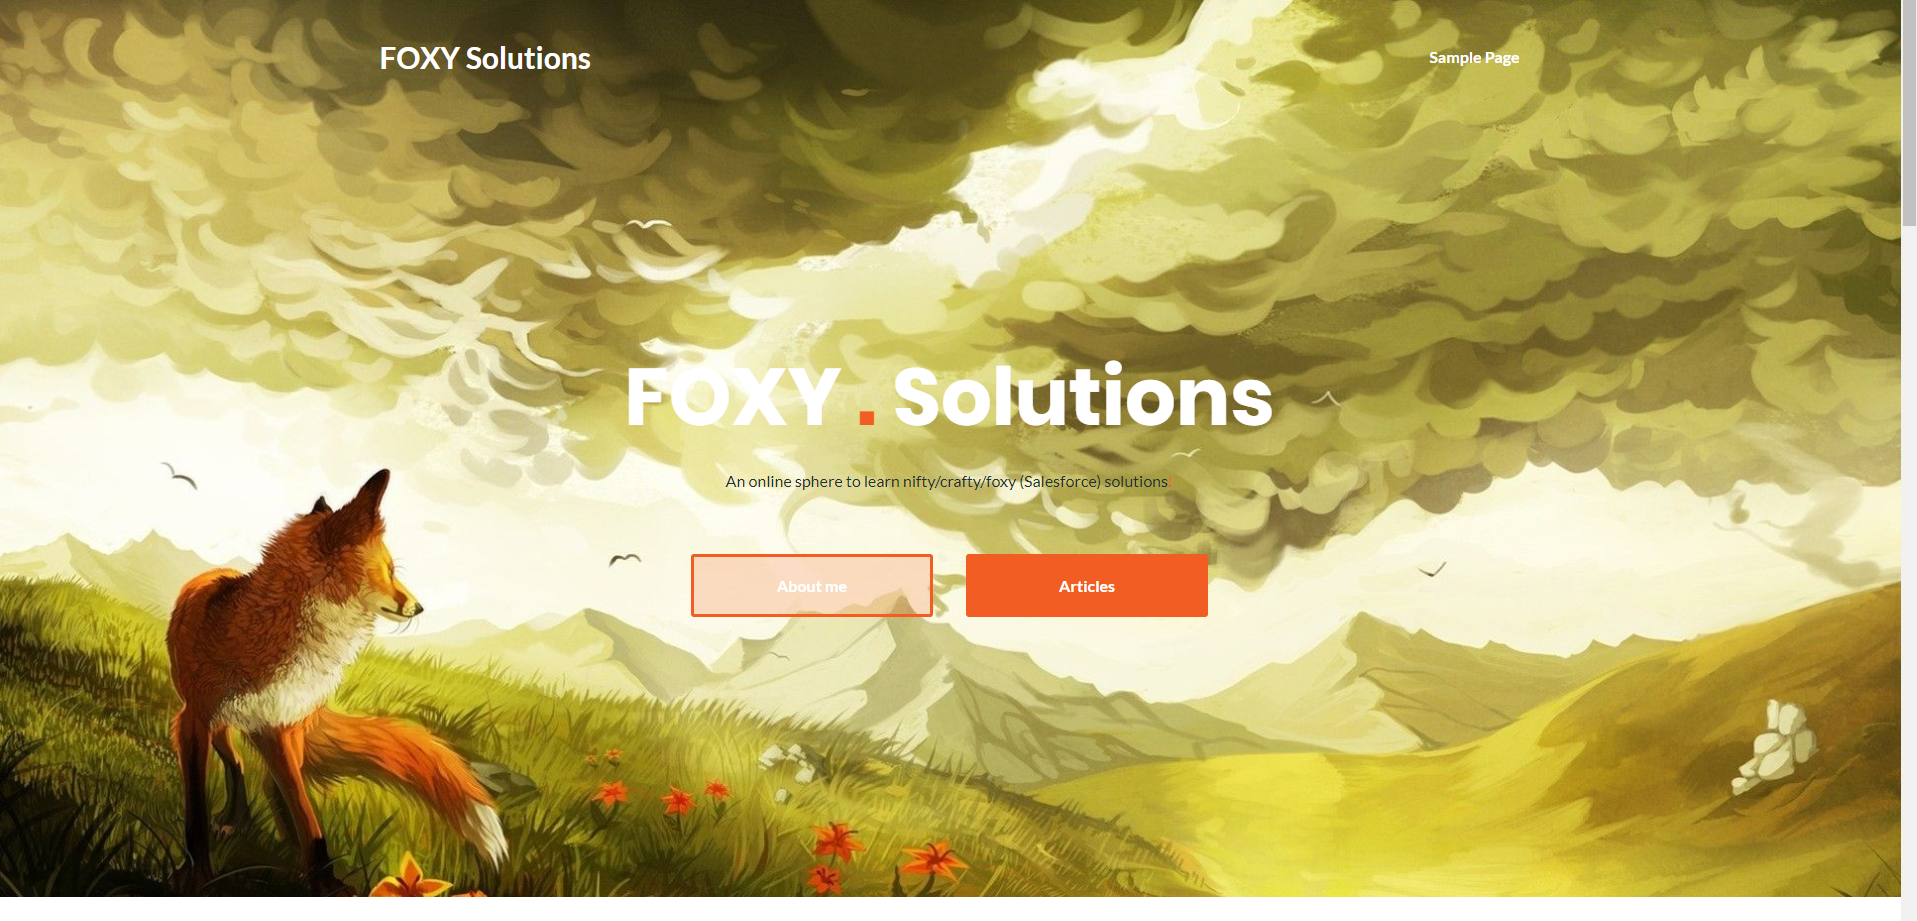 FOXY Solutions
Sample Page
FOXY . Solutions
An online sphere to learn nifty/crafty/foxy (Salesforce) solutions
About me
Articles